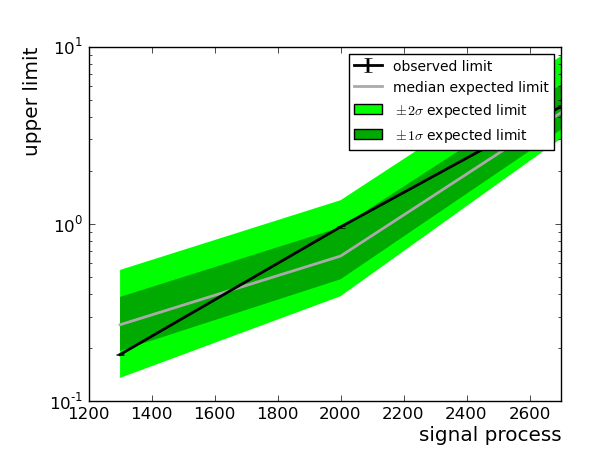 10^1
observed limit
median expected limit
±2σ expected limit
±1σ expected limit
upper limit
10^0
10^-1
1200 1400 1600 1800 2000 2200 2400 2600
signal process